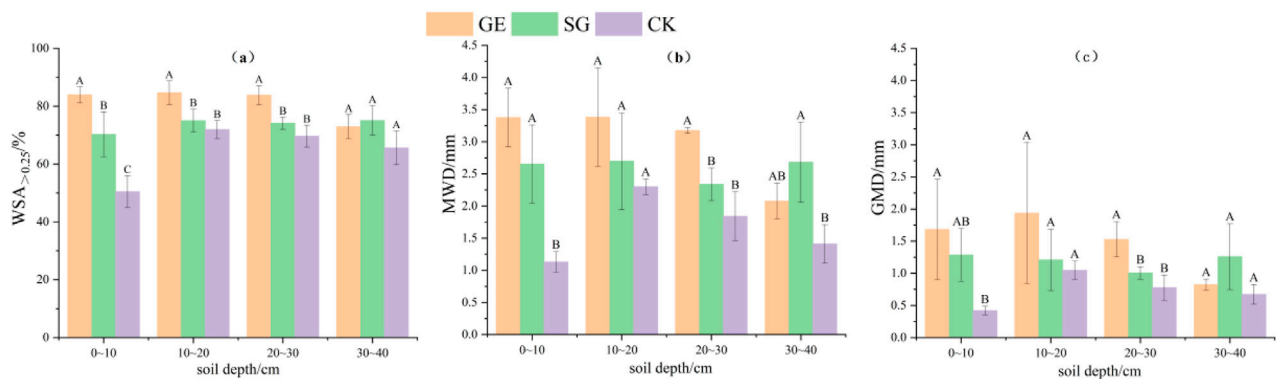 GE SG CK
(a)
100
80
60
40
20
0
WSA>0.25/%
A B C
A B B
A B B
A A A
0~10 10~20 20~30 30~40
soil depth/cm
(b)
4.5
4.0
3.5
3.0
2.5
2.0
1.5
1.0
0.5
0.0
MWD/mm
A A B
A A A
A B B
AB A B
0~10 10~20 20~30 30~40
soil depth/cm
(c)
4.5
4.0
3.5
3.0
2.5
2.0
1.5
1.0
0.5
0.0
GMD/mm
A AB B
A A A
A B B
A A A
0~10 10~20 20~30 30~40
soil depth/cm